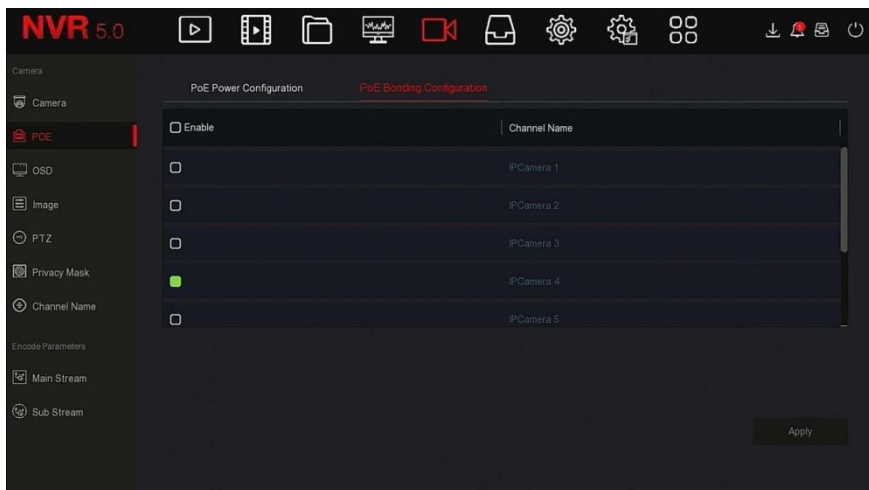 NVR 5.0
Camera
Camera
POE
OSD
Image
PTZ
Privacy Mask
Channel Name
Encode Parameters
Main Stream
Sub Stream
PoE Power Configuration
PoE Bonding Configuration
Enable
Channel Name
IPCamera 1
IPCamera 2
IPCamera 3
IPCamera 4
IPCamera 5
Apply